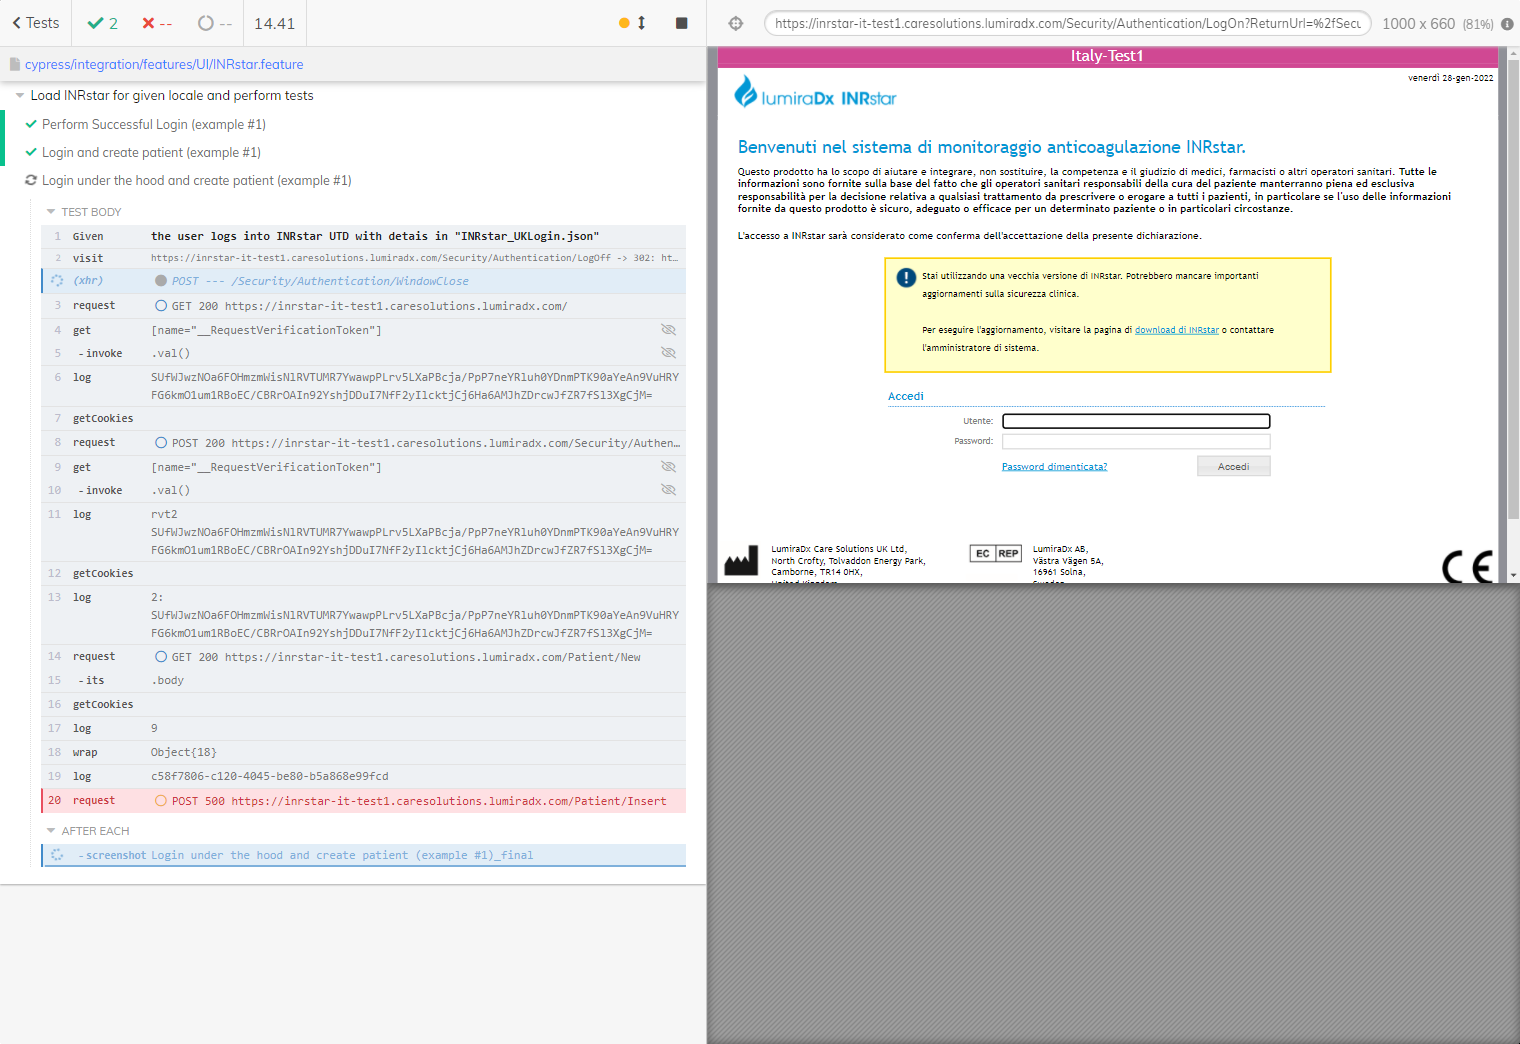 Tests
2
--
--
14.41
https://inrstar-it-test1.caresolutions.lumiradx.com/Security/Authentication/LogOn?ReturnUrl=%2fSecu
1000 x 660 (81%)
cypress/integration/features/UI/INRstar.feature
Load INRstar for given locale and perform tests
Perform Successful Login (example #1)
Login and create patient (example #1)
Login under the hood and create patient (example #1)
TEST BODY
1 Given the user logs into INRstar UTD with detais in "INRstar_UKLogin.json"
2 visit https://inrstar-it-test1.caresolutions.lumiradx.com/Security/Authentication/LogOff -> 302: ht…
(xhr) POST --- /Security/Authentication/WindowClose
3 request GET 200 https://inrstar-it-test1.caresolutions.lumiradx.com/
4 get [name="__RequestVerificationToken"]
5 - invoke .val()
6 log SUfWJwzNOa6FOHmzmWisNlRVTUMR7YwawpPLrv5LXaPBcja/PpP7neYRluh0YDnmPTK90aYeAn9VuHRY
FG6kmO1um1RBoEC/CBRrOAIn92YshjDDuI7NfF2yIlcktjCj6Ha6AMJhZDrcwJfZR7fSl3XgCjM=
7 getCookies
8 request POST 200 https://inrstar-it-test1.caresolutions.lumiradx.com/Security/Authen…
9 get [name="__RequestVerificationToken"]
10 - invoke .val()
11 log rvt2
SUfWJwzNOa6FOHmzmWisNlRVTUMR7YwawpPLrv5LXaPBcja/PpP7neYRluh0YDnmPTK90aYeAn9VuHRY
FG6kmO1um1RBoEC/CBRrOAIn92YshjDDuI7NfF2yIlcktjCj6Ha6AMJhZDrcwJfZR7fSl3XgCjM=
12 getCookies
13 log 2:
SUfWJwzNOa6FOHmzmWisNlRVTUMR7YwawpPLrv5LXaPBcja/PpP7neYRluh0YDnmPTK90aYeAn9VuHRY
FG6kmO1um1RBoEC/CBRrOAIn92YshjDDuI7NfF2yIlcktjCj6Ha6AMJhZDrcwJfZR7fSl3XgCjM=
14 request GET 200 https://inrstar-it-test1.caresolutions.lumiradx.com/Patient/New
15 - its .body
16 getCookies
17 log 9
18 wrap Object{18}
19 log c58f7806-c120-4045-be80-b5a868e99fcd
20 request POST 500 https://inrstar-it-test1.caresolutions.lumiradx.com/Patient/Insert
AFTER EACH
- screenshot Login under the hood and create patient (example #1)_final
Italy-Test1
venerdì 28-gen-2022
lumiraDx INRstar
Benvenuti nel sistema di monitoraggio anticoagulazione INRstar.
Questo prodotto ha lo scopo di aiutare e integrare, non sostituire, la competenza e il giudizio di medici, farmacisti o altri operatori sanitari. Tutte le
informazioni sono fornite sulla base del fatto che gli operatori sanitari responsabili della cura del paziente manterranno piena ed esclusiva
responsabilità per la decisione relativa a qualsiasi trattamento da prescrivere o erogare a tutti i pazienti, in particolare se l'uso delle informazioni
fornite da questo prodotto è sicuro, adeguato o efficace per un determinato paziente o in particolari circostanze.
L'accesso a INRstar sarà considerato come conferma dell'accettazione della presente dichiarazione.
Stai utilizzando una vecchia versione di INRstar. Potrebbero mancare importanti
aggiornamenti sulla sicurezza clinica.
Per eseguire l'aggiornamento, visitare la pagina di download di INRstar o contattare
l'amministratore di sistema.
Accedi
Utente:
Password:
Password dimenticata?
Accedi
LumiraDx Care Solutions UK Ltd,
North Crofty, Tolvaddon Energy Park,
Camborne, TR14 0HX,
United Kingdom
EC REP
LumiraDx AB,
Västra Vägen 5A,
16961 Solna,
Sweden
CE